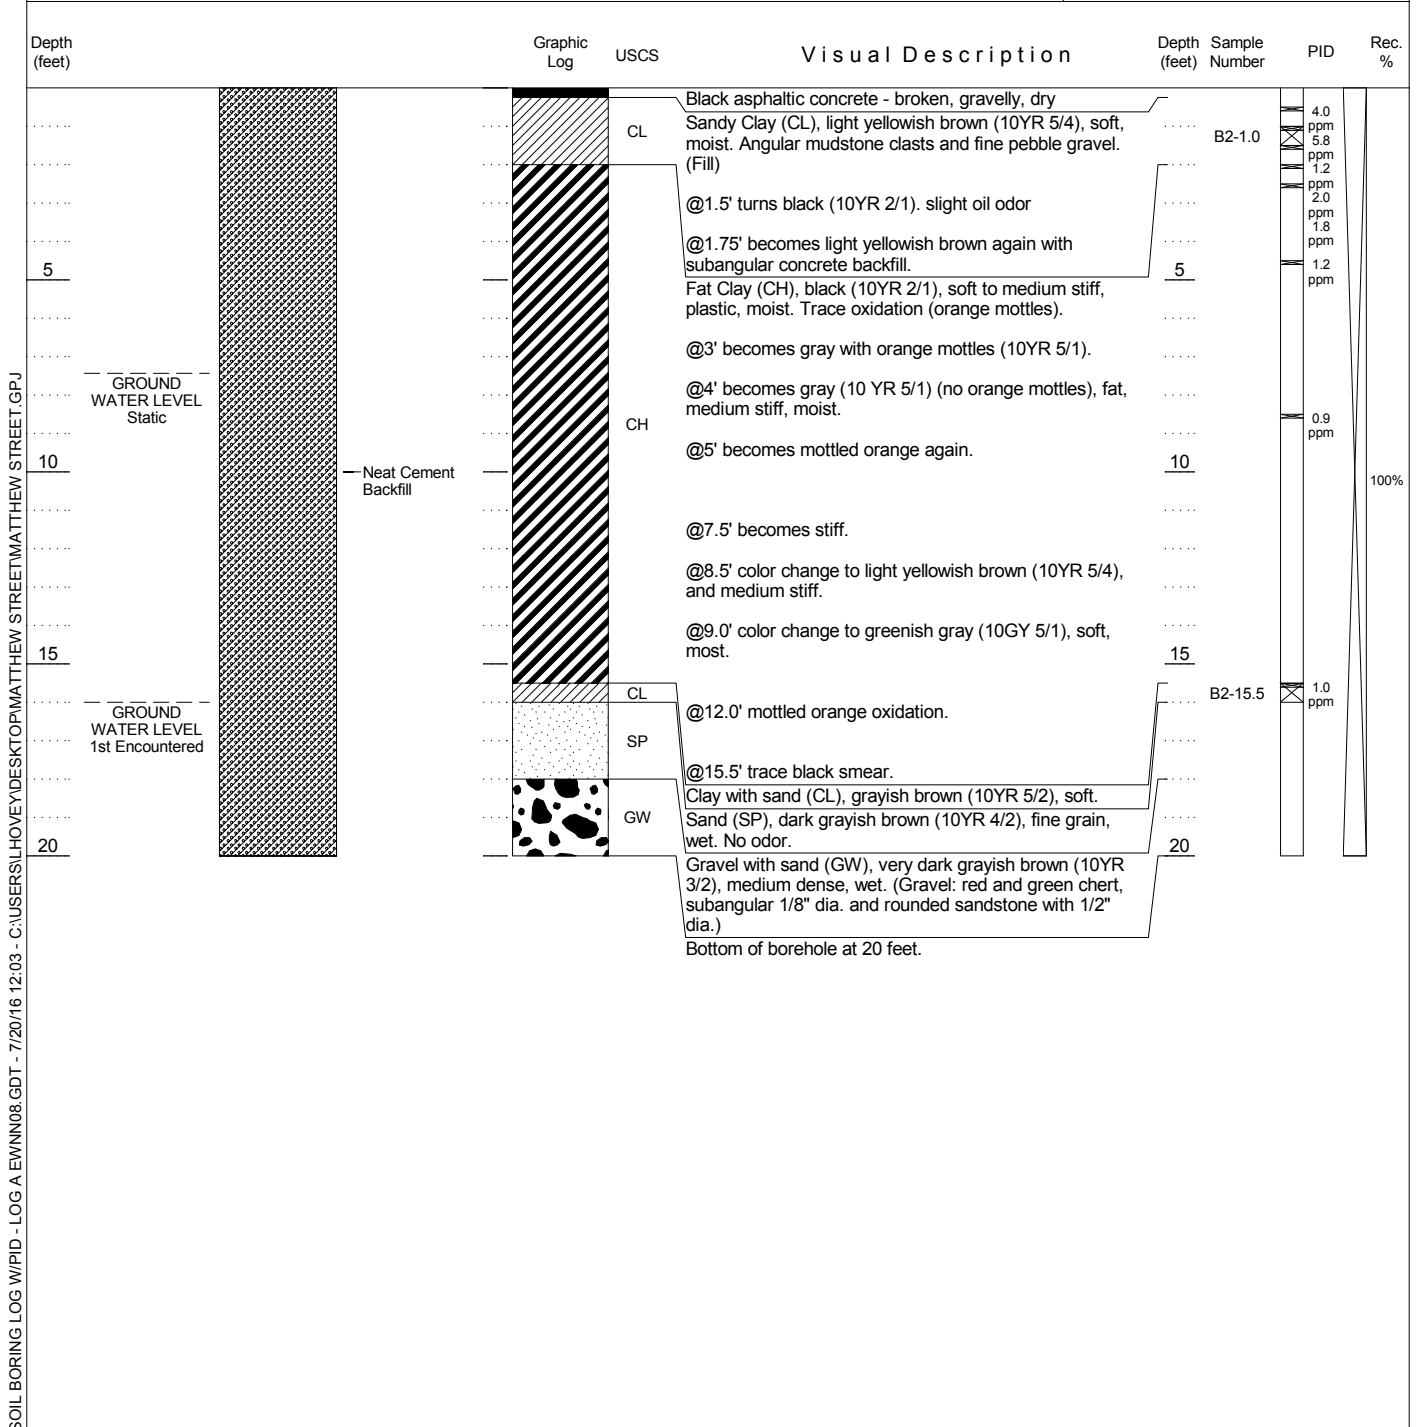 Depth
(feet)
Graphic
Log
USCS
Visual Description
Depth
(feet)
Sample
Number
PID
Rec.
%
Black asphaltic concrete - broken, gravelly, dry
CL
Sandy Clay (CL), light yellowish brown (10YR 5/4), soft,
moist. Angular mudstone clasts and fine pebble gravel.
(Fill)
B2-1.0
4.0
ppm
5.8
ppm
1.2
ppm
2.0
ppm
1.8
ppm
1.2
ppm
@1.5' turns black (10YR 2/1). slight oil odor
@1.75' becomes light yellowish brown again with
subangular concrete backfill.
5
5
Fat Clay (CH), black (10YR 2/1), soft to medium stiff,
plastic, moist. Trace oxidation (orange mottles).
@3' becomes gray with orange mottles (10YR 5/1).
GROUND
WATER LEVEL
Static
@4' becomes gray (10 YR 5/1) (no orange mottles), fat,
medium stiff, moist.
CH
0.9
ppm
@5' becomes mottled orange again.
10
10
Neat Cement
Backfill
100%
@7.5' becomes stiff.
@8.5' color change to light yellowish brown (10YR 5/4),
and medium stiff.
@9.0' color change to greenish gray (10GY 5/1), soft,
most.
15
15
CL
B2-15.5
1.0
ppm
GROUND
WATER LEVEL
1st Encountered
@12.0' mottled orange oxidation.
SP
@15.5' trace black smear.
Clay with sand (CL), grayish brown (10YR 5/2), soft.
GW
Sand (SP), dark grayish brown (10YR 4/2), fine grain,
wet. No odor.
20
20
Gravel with sand (GW), very dark grayish brown (10YR
3/2), medium dense, wet. (Gravel: red and green chert,
subangular 1/8" dia. and rounded sandstone with 1/2"
dia.)
Bottom of borehole at 20 feet.
SOIL BORING LOG W/PID - LOG A EWNN08.GDT - 7/20/16 12:03 - C:\USERS\LHOVEY\DESKTOP\MATTHEW STREET\MATTHEW STREET.GPJ